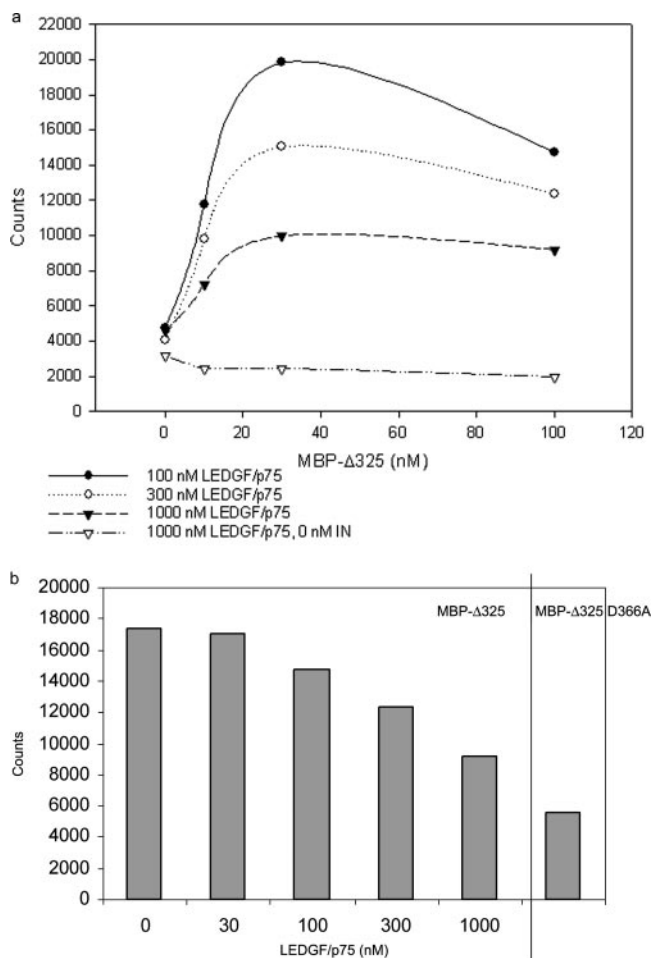 a
22000
20000
18000
16000
14000
12000
10000
8000
6000
4000
2000
0
Counts
0 20 40 60 80 100 120
MBP-Δ325 (nM)
100 nM LEDGF/p75
300 nM LEDGF/p75
1000 nM LEDGF/p75
1000 nM LEDGF/p75, 0 nM IN
b
20000
18000
16000
14000
12000
10000
8000
6000
4000
2000
0
Counts
MBP-Δ325
MBP-Δ325 D366A
0 30 100 300 1000
LEDGF/p75 (nM)